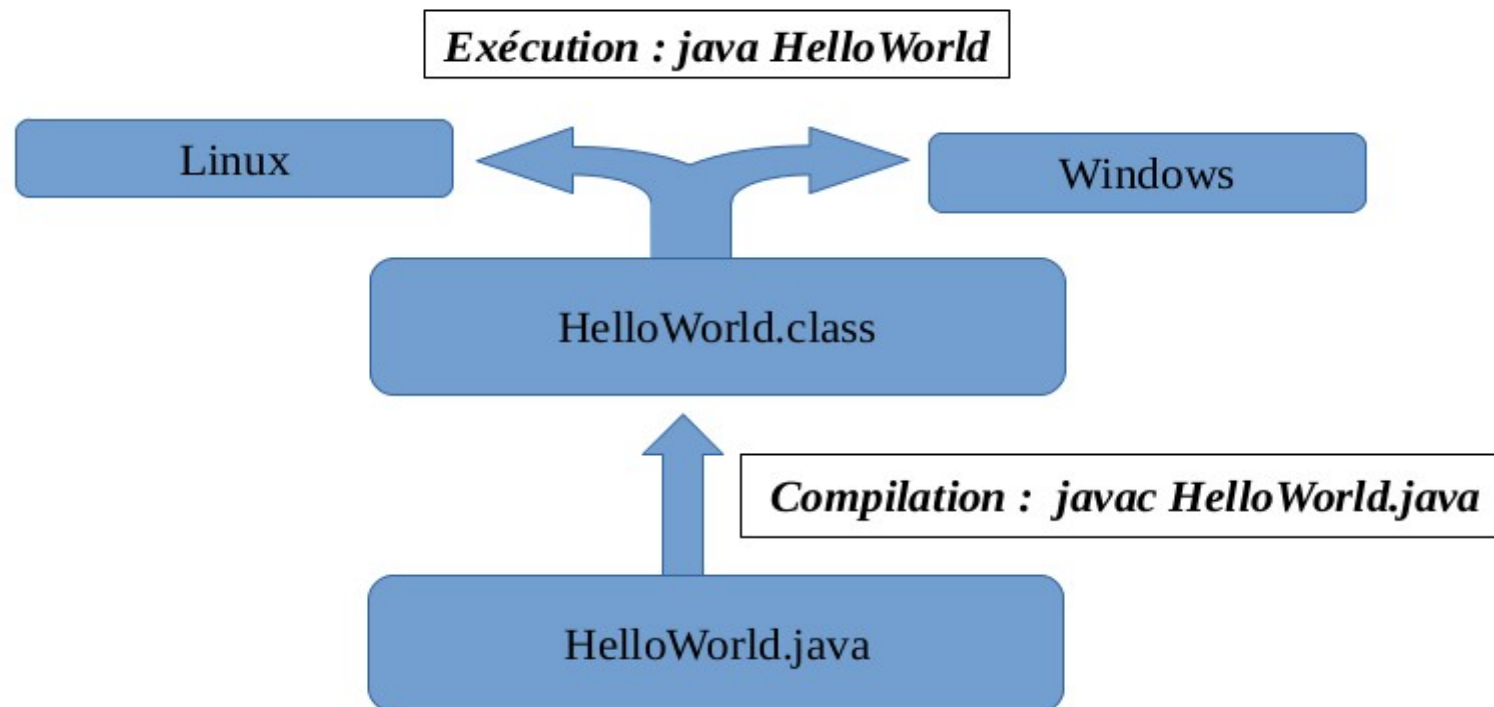 Exécution : java HelloWorld
Linux
Windows
HelloWorld.class
Compilation : javac HelloWorld.java
HelloWorld.java